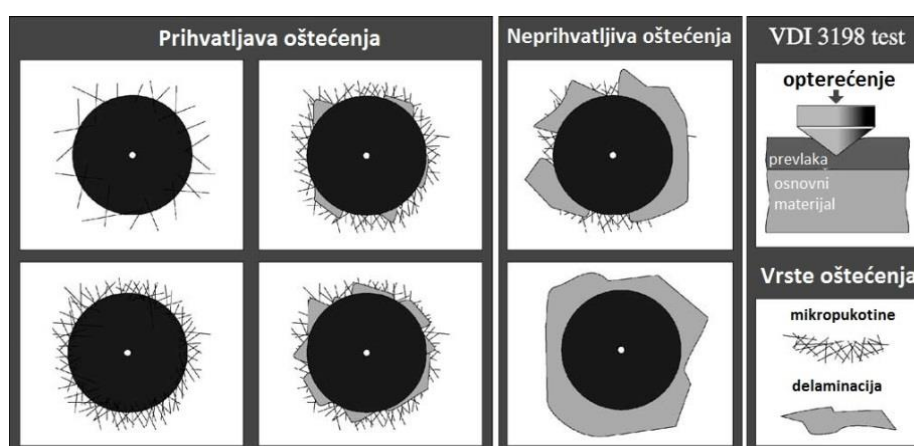 Prihvatljava oštećenja
Neprihvatljiva oštećenja
VDI 3198 test
opterećenje
prevlaka
osnovni
materijal
Vrste oštećenja
mikropukotine
delaminacija